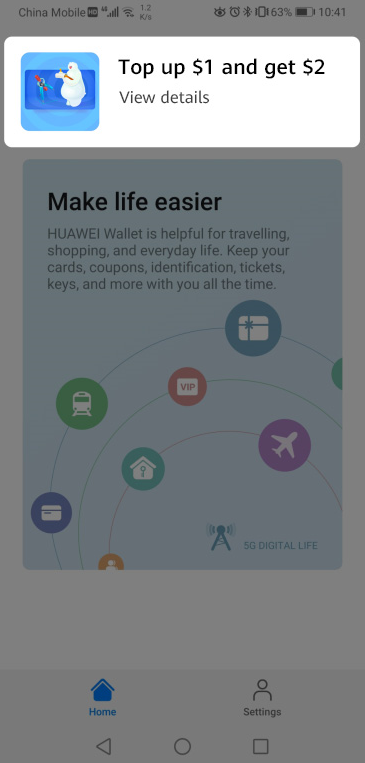 China Mobile HD 4G 1.2 K/s 63% 10:41
Top up $1 and get $2
View details
Make life easier
HUAWEI Wallet is helpful for travelling,
shopping, and everyday life. Keep your
cards, coupons, identification, tickets,
keys, and more with you all the time.
VIP
5G DIGITAL LIFE
Home
Settings